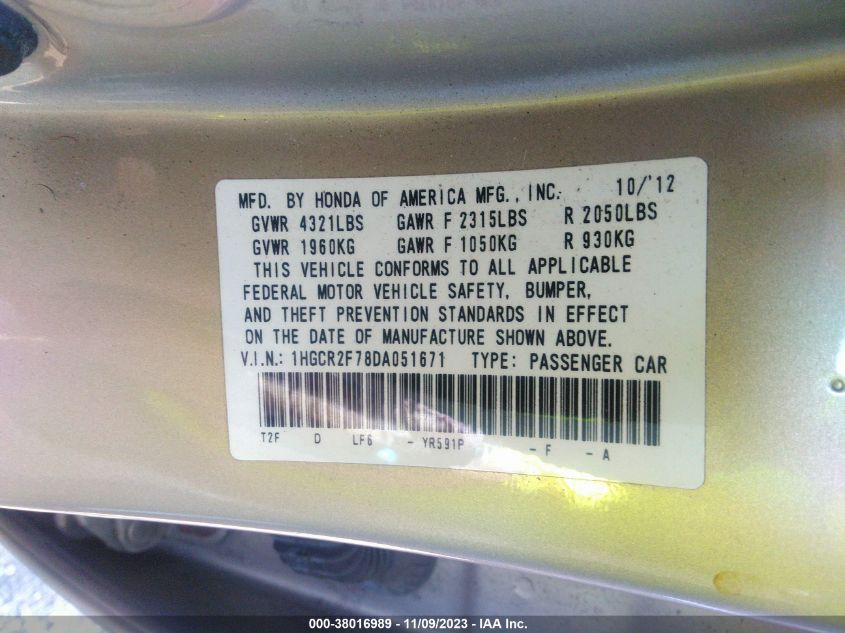 MFD. BY HONDA OF AMERICA MFG., INC. 10/'12
GVWR 4321LBS GAWR F 2315LBS R 2050LBS
GVWR 1960KG GAWR F 1050KG R 930KG
THIS VEHICLE CONFORMS TO ALL APPLICABLE
FEDERAL MOTOR VEHICLE SAFETY, BUMPER,
AND THEFT PREVENTION STANDARDS IN EFFECT
ON THE DATE OF MANUFACTURE SHOWN ABOVE.
V.I.N.: 1HGCR2F78DA051671 TYPE: PASSENGER CAR
T2F D LF6 - YR591P - F - A
000-38016989 - 11/09/2023 - IAA Inc.